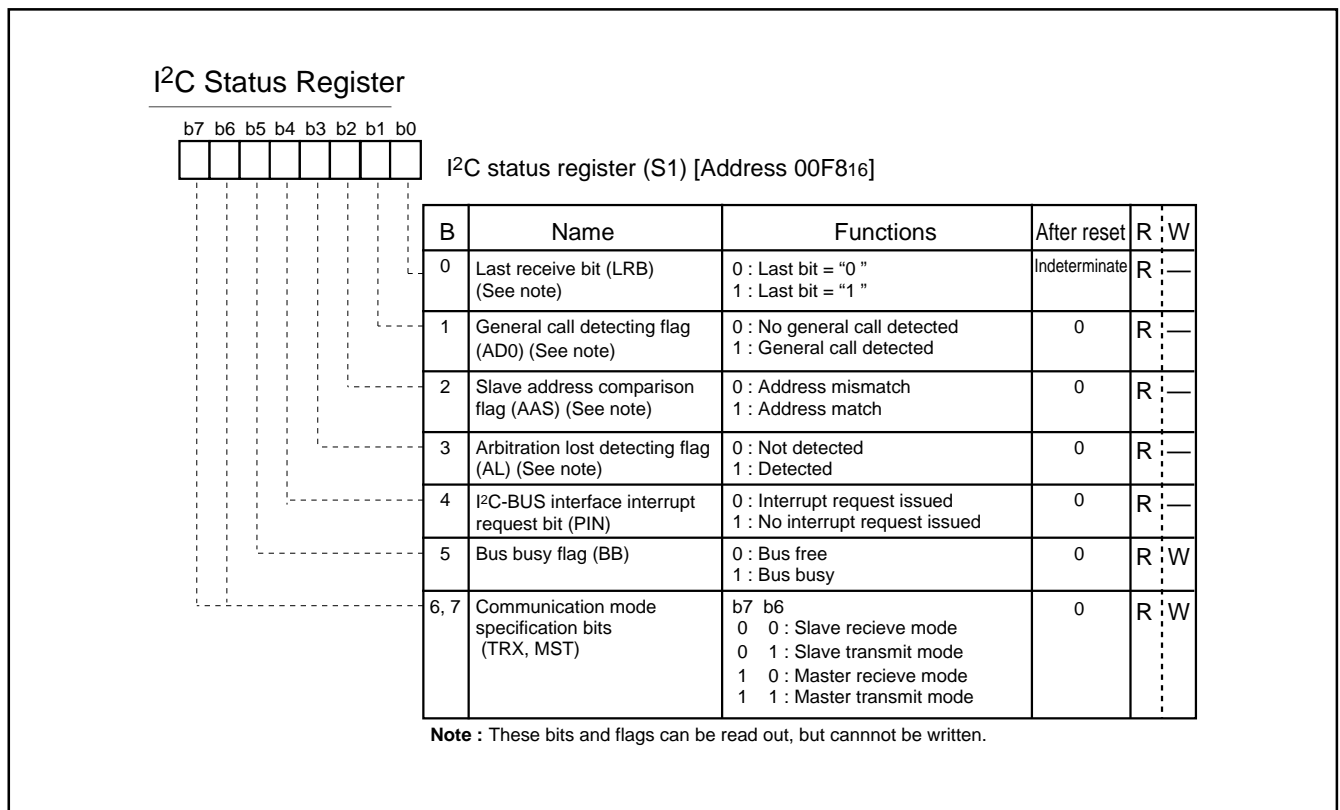 I2C Status Register
b7 b6 b5 b4 b3 b2 b1 b0
I2C status register (S1) [Address 00F816]
B Name Functions After reset R W
0 Last receive bit (LRB) (See note) 0 : Last bit = “0 ” 1 : Last bit = “1 ” Indeterminate R —
1 General call detecting flag (AD0) (See note) 0 : No general call detected 1 : General call detected 0 R —
2 Slave address comparison flag (AAS) (See note) 0 : Address mismatch 1 : Address match 0 R —
3 Arbitration lost detecting flag (AL) (See note) 0 : Not detected 1 : Detected 0 R —
4 I2C-BUS interface interrupt request bit (PIN) 0 : Interrupt request issued 1 : No interrupt request issued 0 R —
5 Bus busy flag (BB) 0 : Bus free 1 : Bus busy 0 R W
6, 7 Communication mode specification bits (TRX, MST) b7 b6 0 0 : Slave recieve mode 0 1 : Slave transmit mode 1 0 : Master recieve mode 1 1 : Master transmit mode 0 R W
Note : These bits and flags can be read out, but cannnot be written.